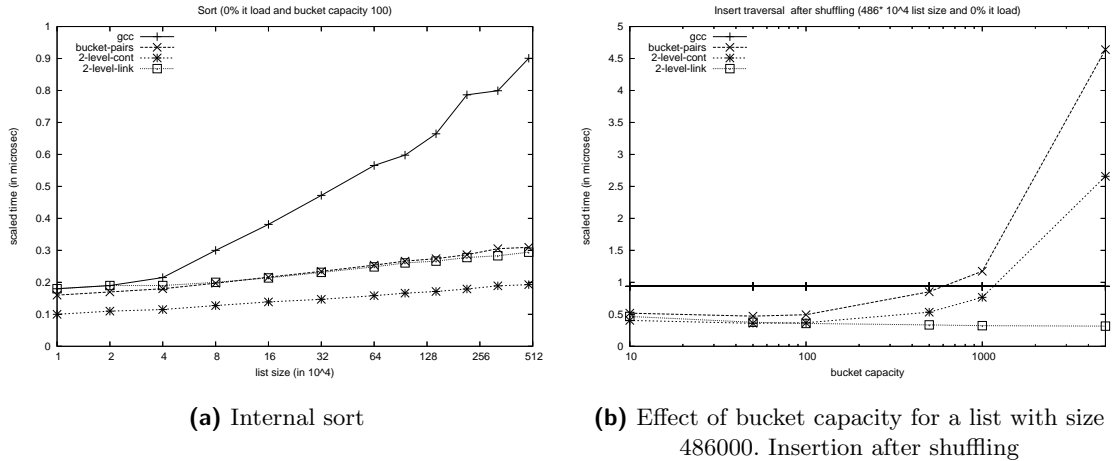 Sort (0% it load and bucket capacity 100)
gcc
bucket-pairs
2-level-cont
2-level-link
1
0.9
0.8
0.7
0.6
0.5
0.4
0.3
0.2
0.1
0
scaled time (in microsec)
1 2 4 8 16 32 64 128 256 512
list size (in 10^4)
(a) Internal sort
Insert traversal after shuffling (486* 10^4 list size and 0% it load)
gcc
bucket-pairs
2-level-cont
2-level-link
5
4.5
4
3.5
3
2.5
2
1.5
1
0.5
0
scaled time (in microsec)
10 100 1000
bucket capacity
(b) Effect of bucket capacity for a list with size
486000. Insertion after shuffling